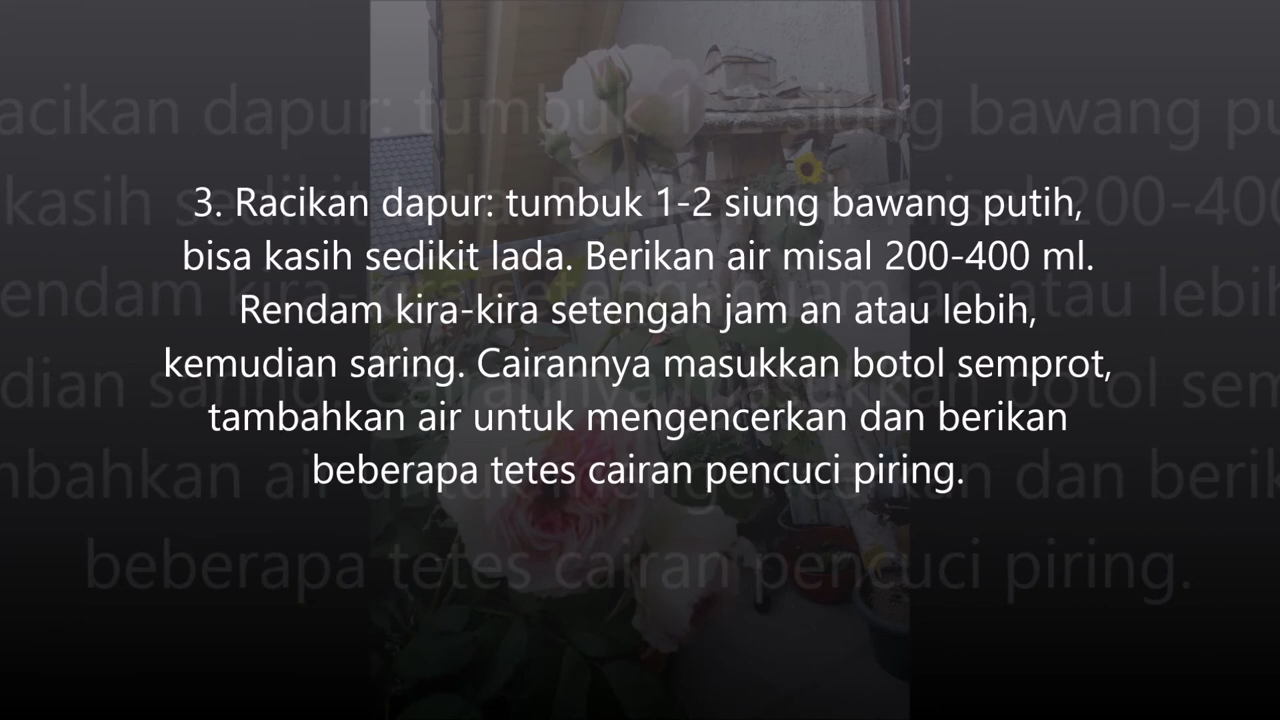 3. Racikan dapur: tumbuk 1-2 siung bawang putih,
bisa kasih sedikit lada. Berikan air misal 200-400 ml.
Rendam kira-kira setengah jam an atau lebih,
kemudian saring. Cairannya masukkan botol semprot,
tambahkan air untuk mengencerkan dan berikan
beberapa tetes cairan pencuci piring.